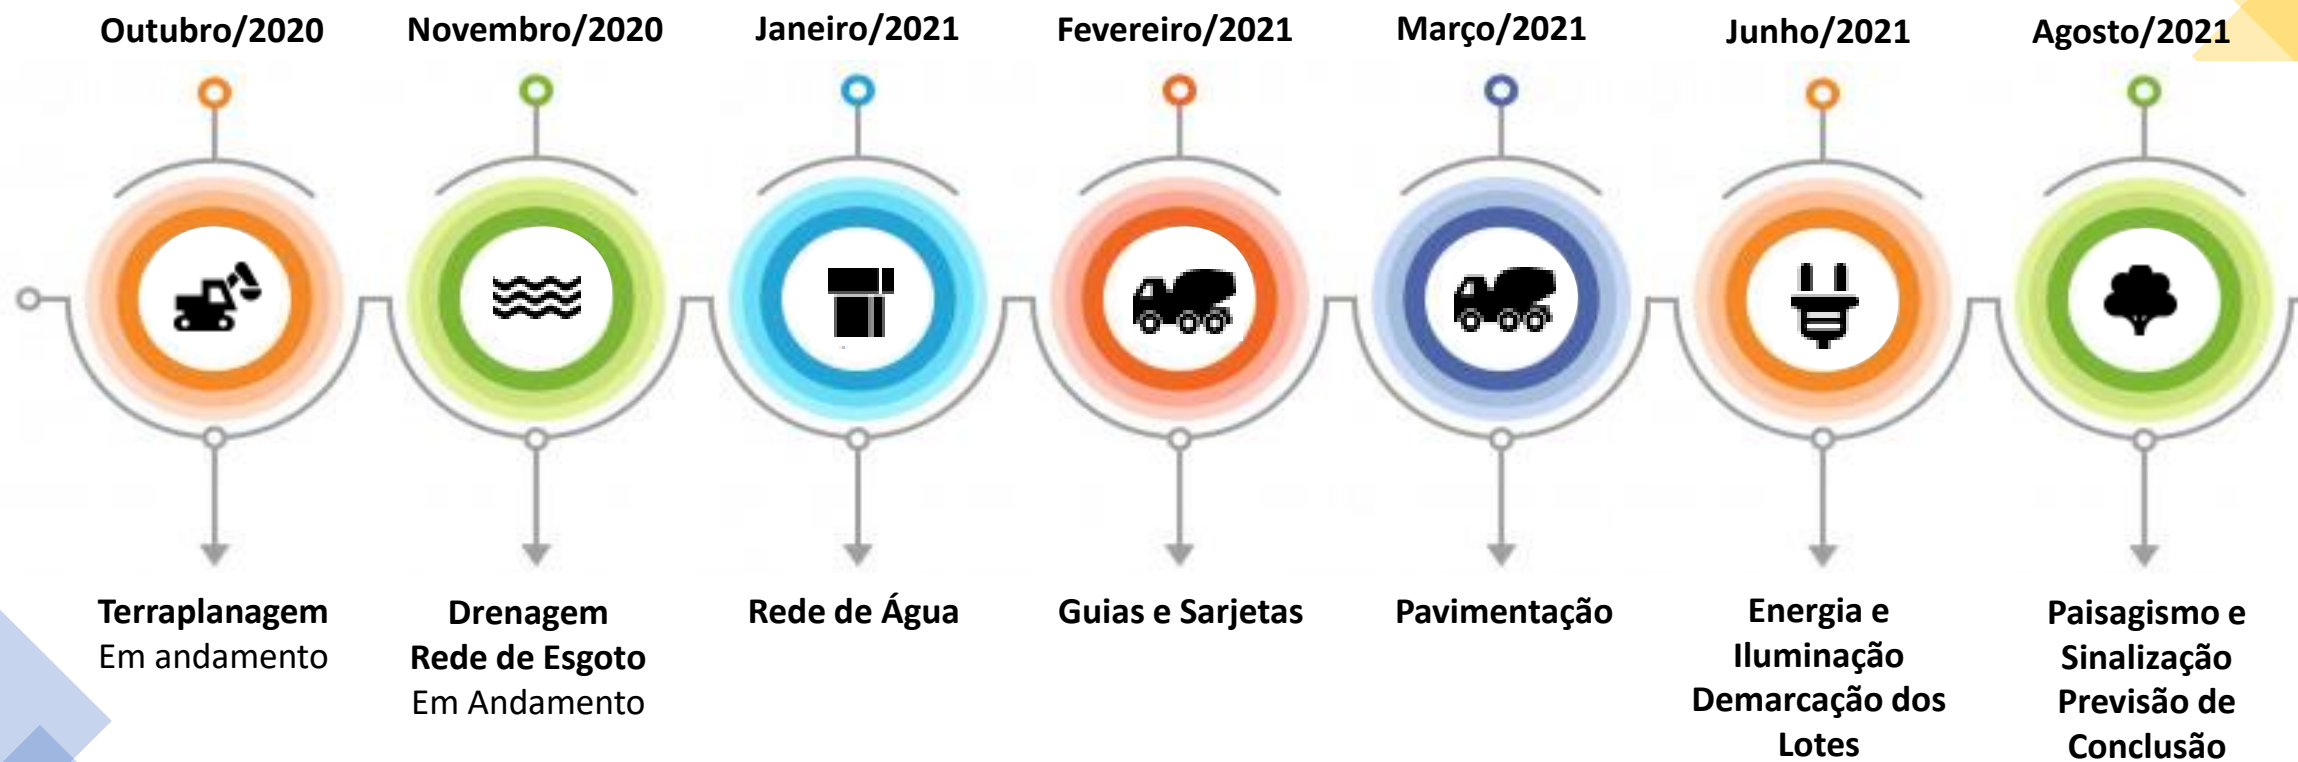 Outubro/2020
Novembro/2020
Janeiro/2021
Fevereiro/2021
Março/2021
Junho/2021
Agosto/2021
Terraplanagem
Em andamento
Drenagem
Rede de Esgoto
Em Andamento
Rede de Água
Guias e Sarjetas
Pavimentação
Energia e
Iluminação
Demarcação dos
Lotes
Paisagismo e
Sinalização
Previsão de
Conclusão